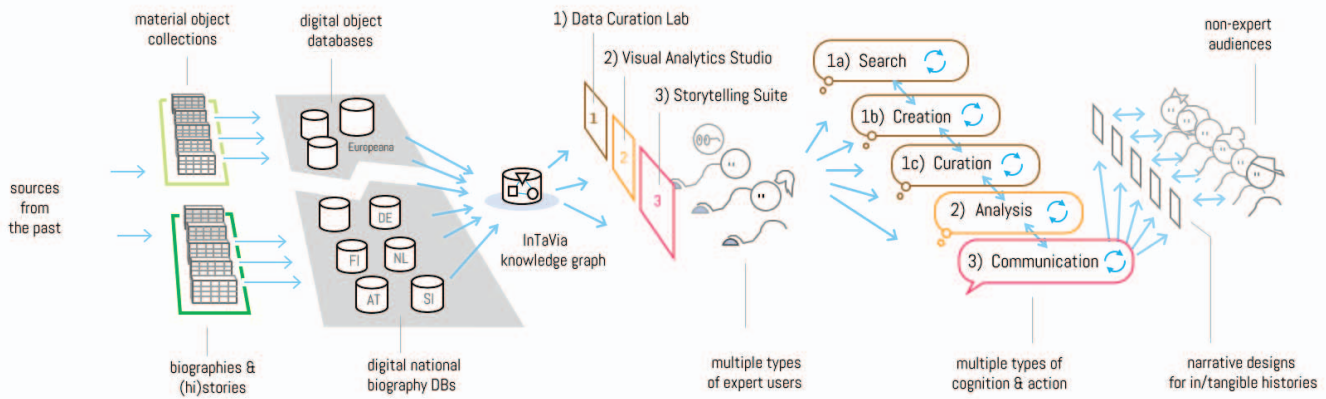 material object
collections
digital object
databases
1) Data Curation Lab
2) Visual Analytics Studio
3) Storytelling Suite
non-expert
audiences
1a) Search
1b) Creation
1c) Curation
2) Analysis
3) Communication
1
2
3
Europeana
sources
from
the past
DE
FI
NL
AT
SI
InTaVia
knowledge graph
biographies &
(hi)stories
digital national
biography DBs
multiple types
of expert users
multiple types of
cognition & action
narrative designs
for in/tangible histories